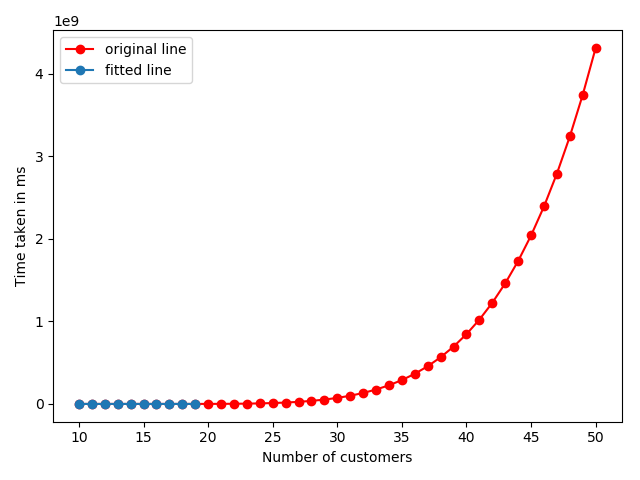 1e9
original line
fitted line
4
3
2
1
0
Time taken in ms
10 15 20 25 30 35 40 45 50
Number of customers